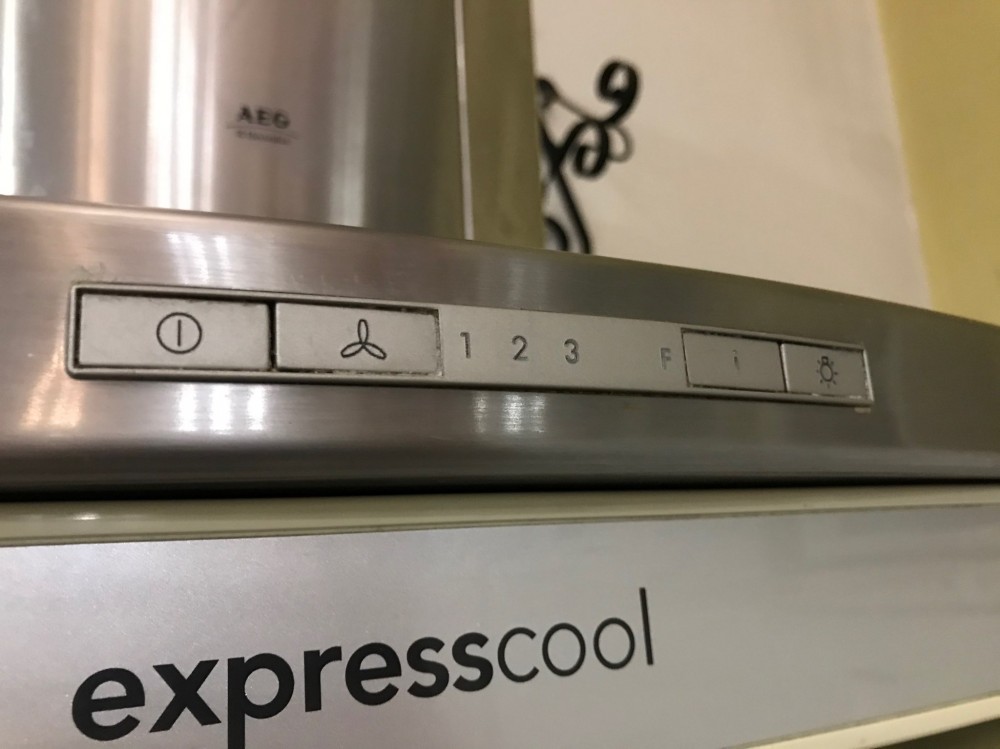 AEG
1 2 3 F i
expresscool